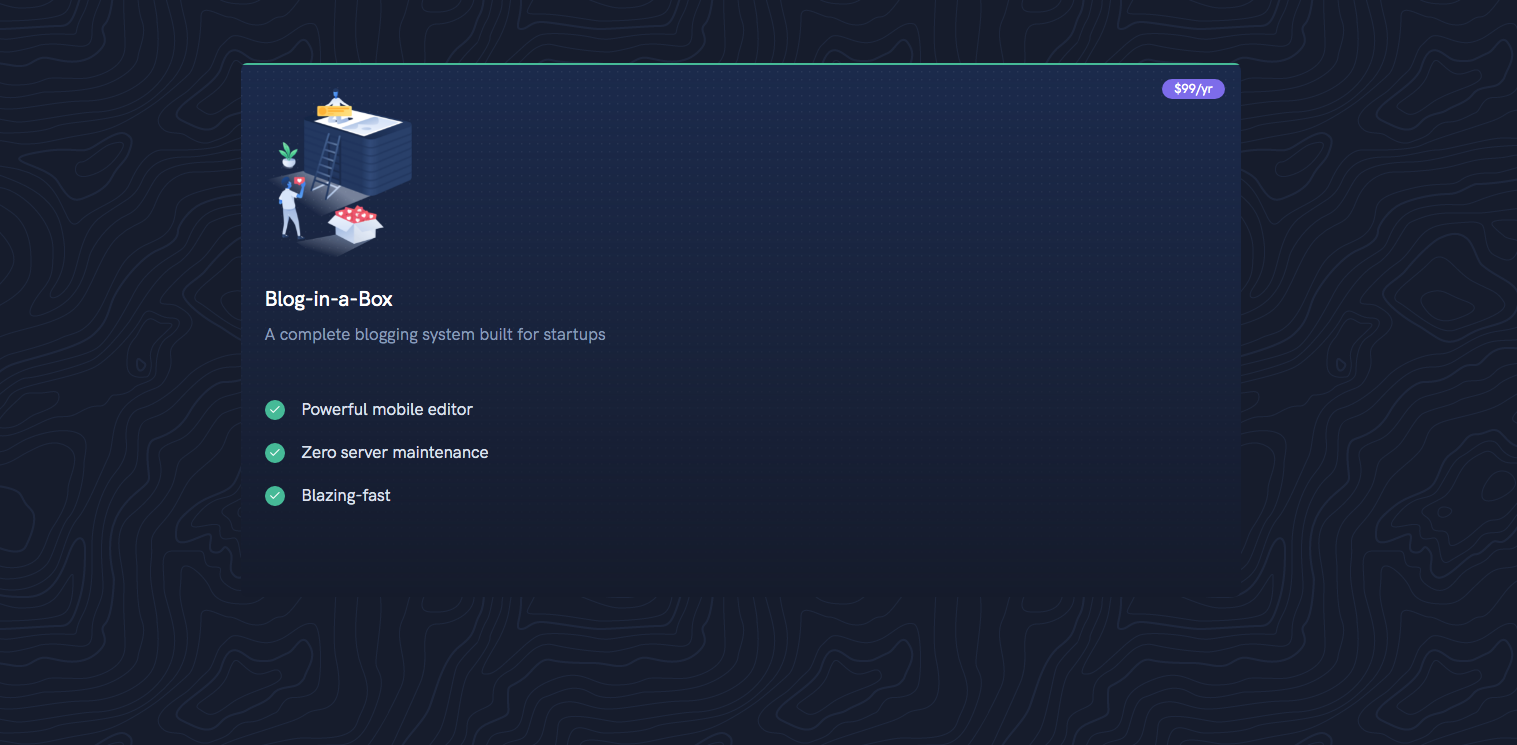 $99/yr
Blog-in-a-Box
A complete blogging system built for startups
Powerful mobile editor
Zero server maintenance
Blazing-fast